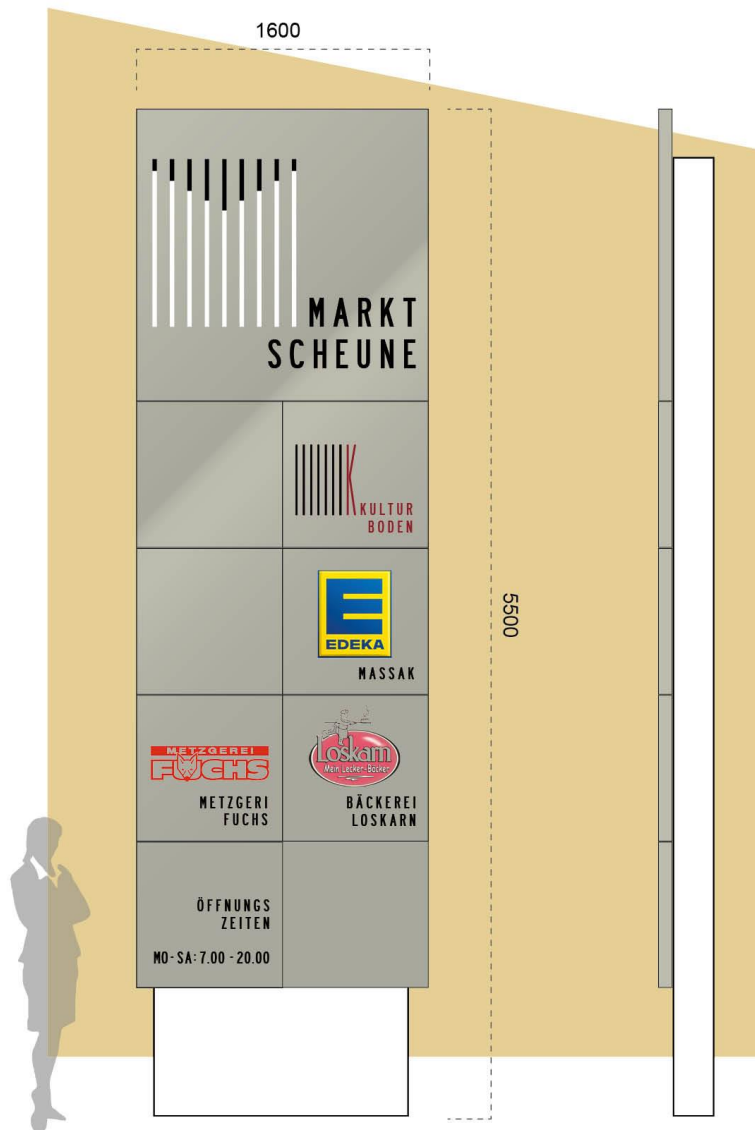 1600
MARKT
SCHEUNE
KULTUR
BODEN
EDEKA
MASSAK
5500
METZGEREI
FUCHS
METZGERI
FUCHS
Loskarn
Mein Lecker-Bäcker
BÄCKEREI
LOSKARN
ÖFFNUNGS
ZEITEN
MO-SA: 7.00 - 20.00